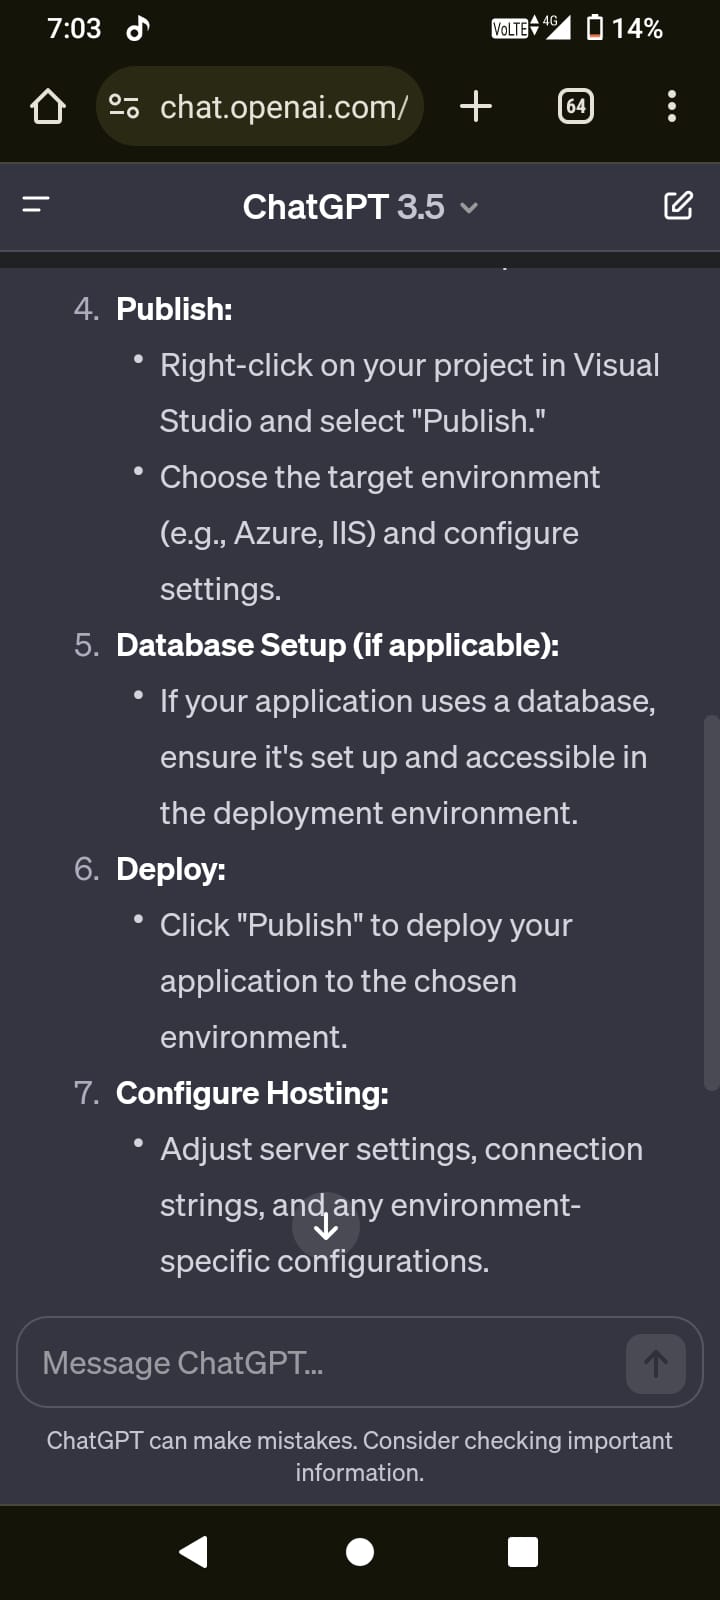 7:03
VoLTE 4G 14%
chat.openai.com/
64
ChatGPT 3.5
4. Publish:
• Right-click on your project in Visual
Studio and select "Publish."
• Choose the target environment
(e.g., Azure, IIS) and configure
settings.
5. Database Setup (if applicable):
• If your application uses a database,
ensure it's set up and accessible in
the deployment environment.
6. Deploy:
• Click "Publish" to deploy your
application to the chosen
environment.
7. Configure Hosting:
• Adjust server settings, connection
strings, and any environment-
specific configurations.
Message ChatGPT...
ChatGPT can make mistakes. Consider checking important
information.